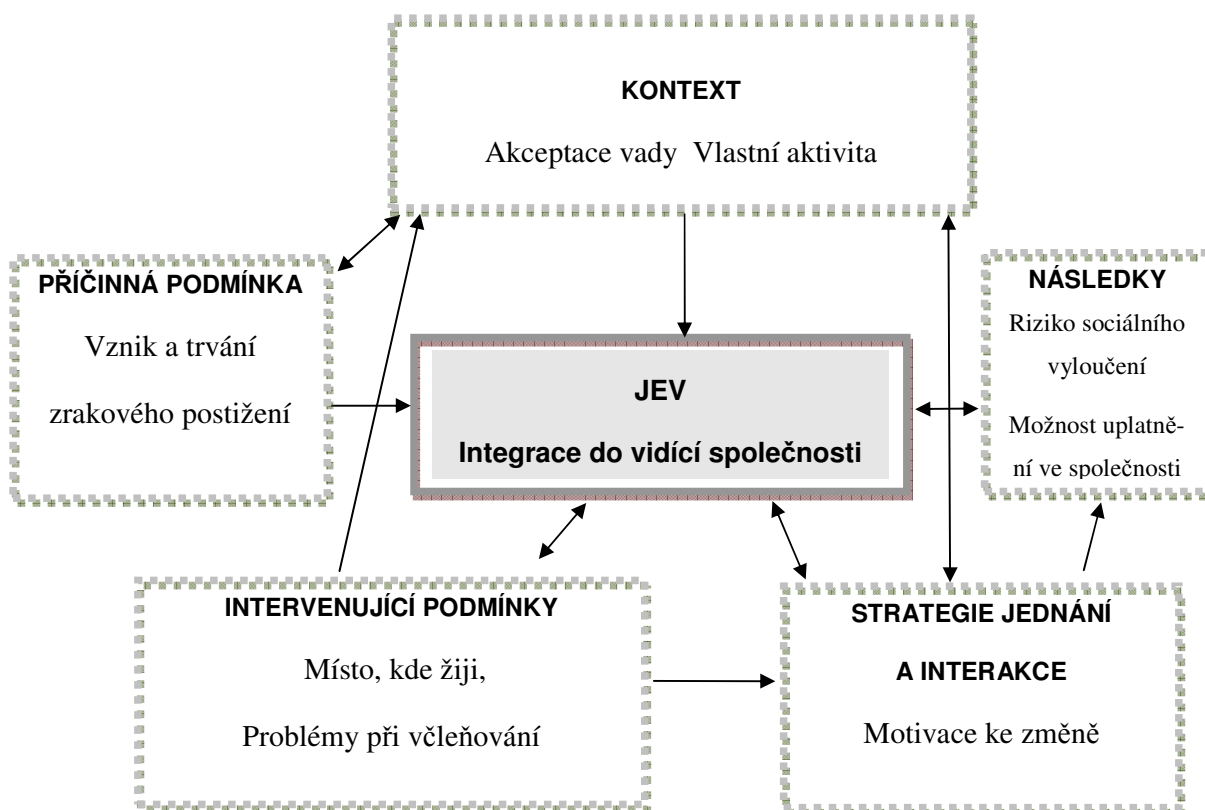 KONTEXT
Akceptace vady Vlastní aktivita
PŘÍČINNÁ PODMÍNKA
Vznik a trvání
zrakového postižení
JEV
Integrace do vidící společnosti
NÁSLEDKY
Riziko sociálního
vyloučení
Možnost uplatně-
ní ve společnosti
INTERVENUJÍCÍ PODMÍNKY
Místo, kde žiji,
Problémy při včleňování
STRATEGIE JEDNÁNÍ
A INTERAKCE
Motivace ke změně